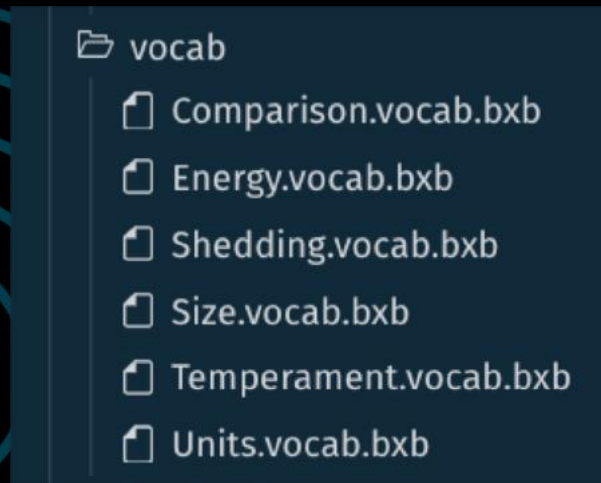 vocab
Comparison.vocab.bxb
Energy.vocab.bxb
Shedding.vocab.bxb
Size.vocab.bxb
Temperament.vocab.bxb
Units.vocab.bxb